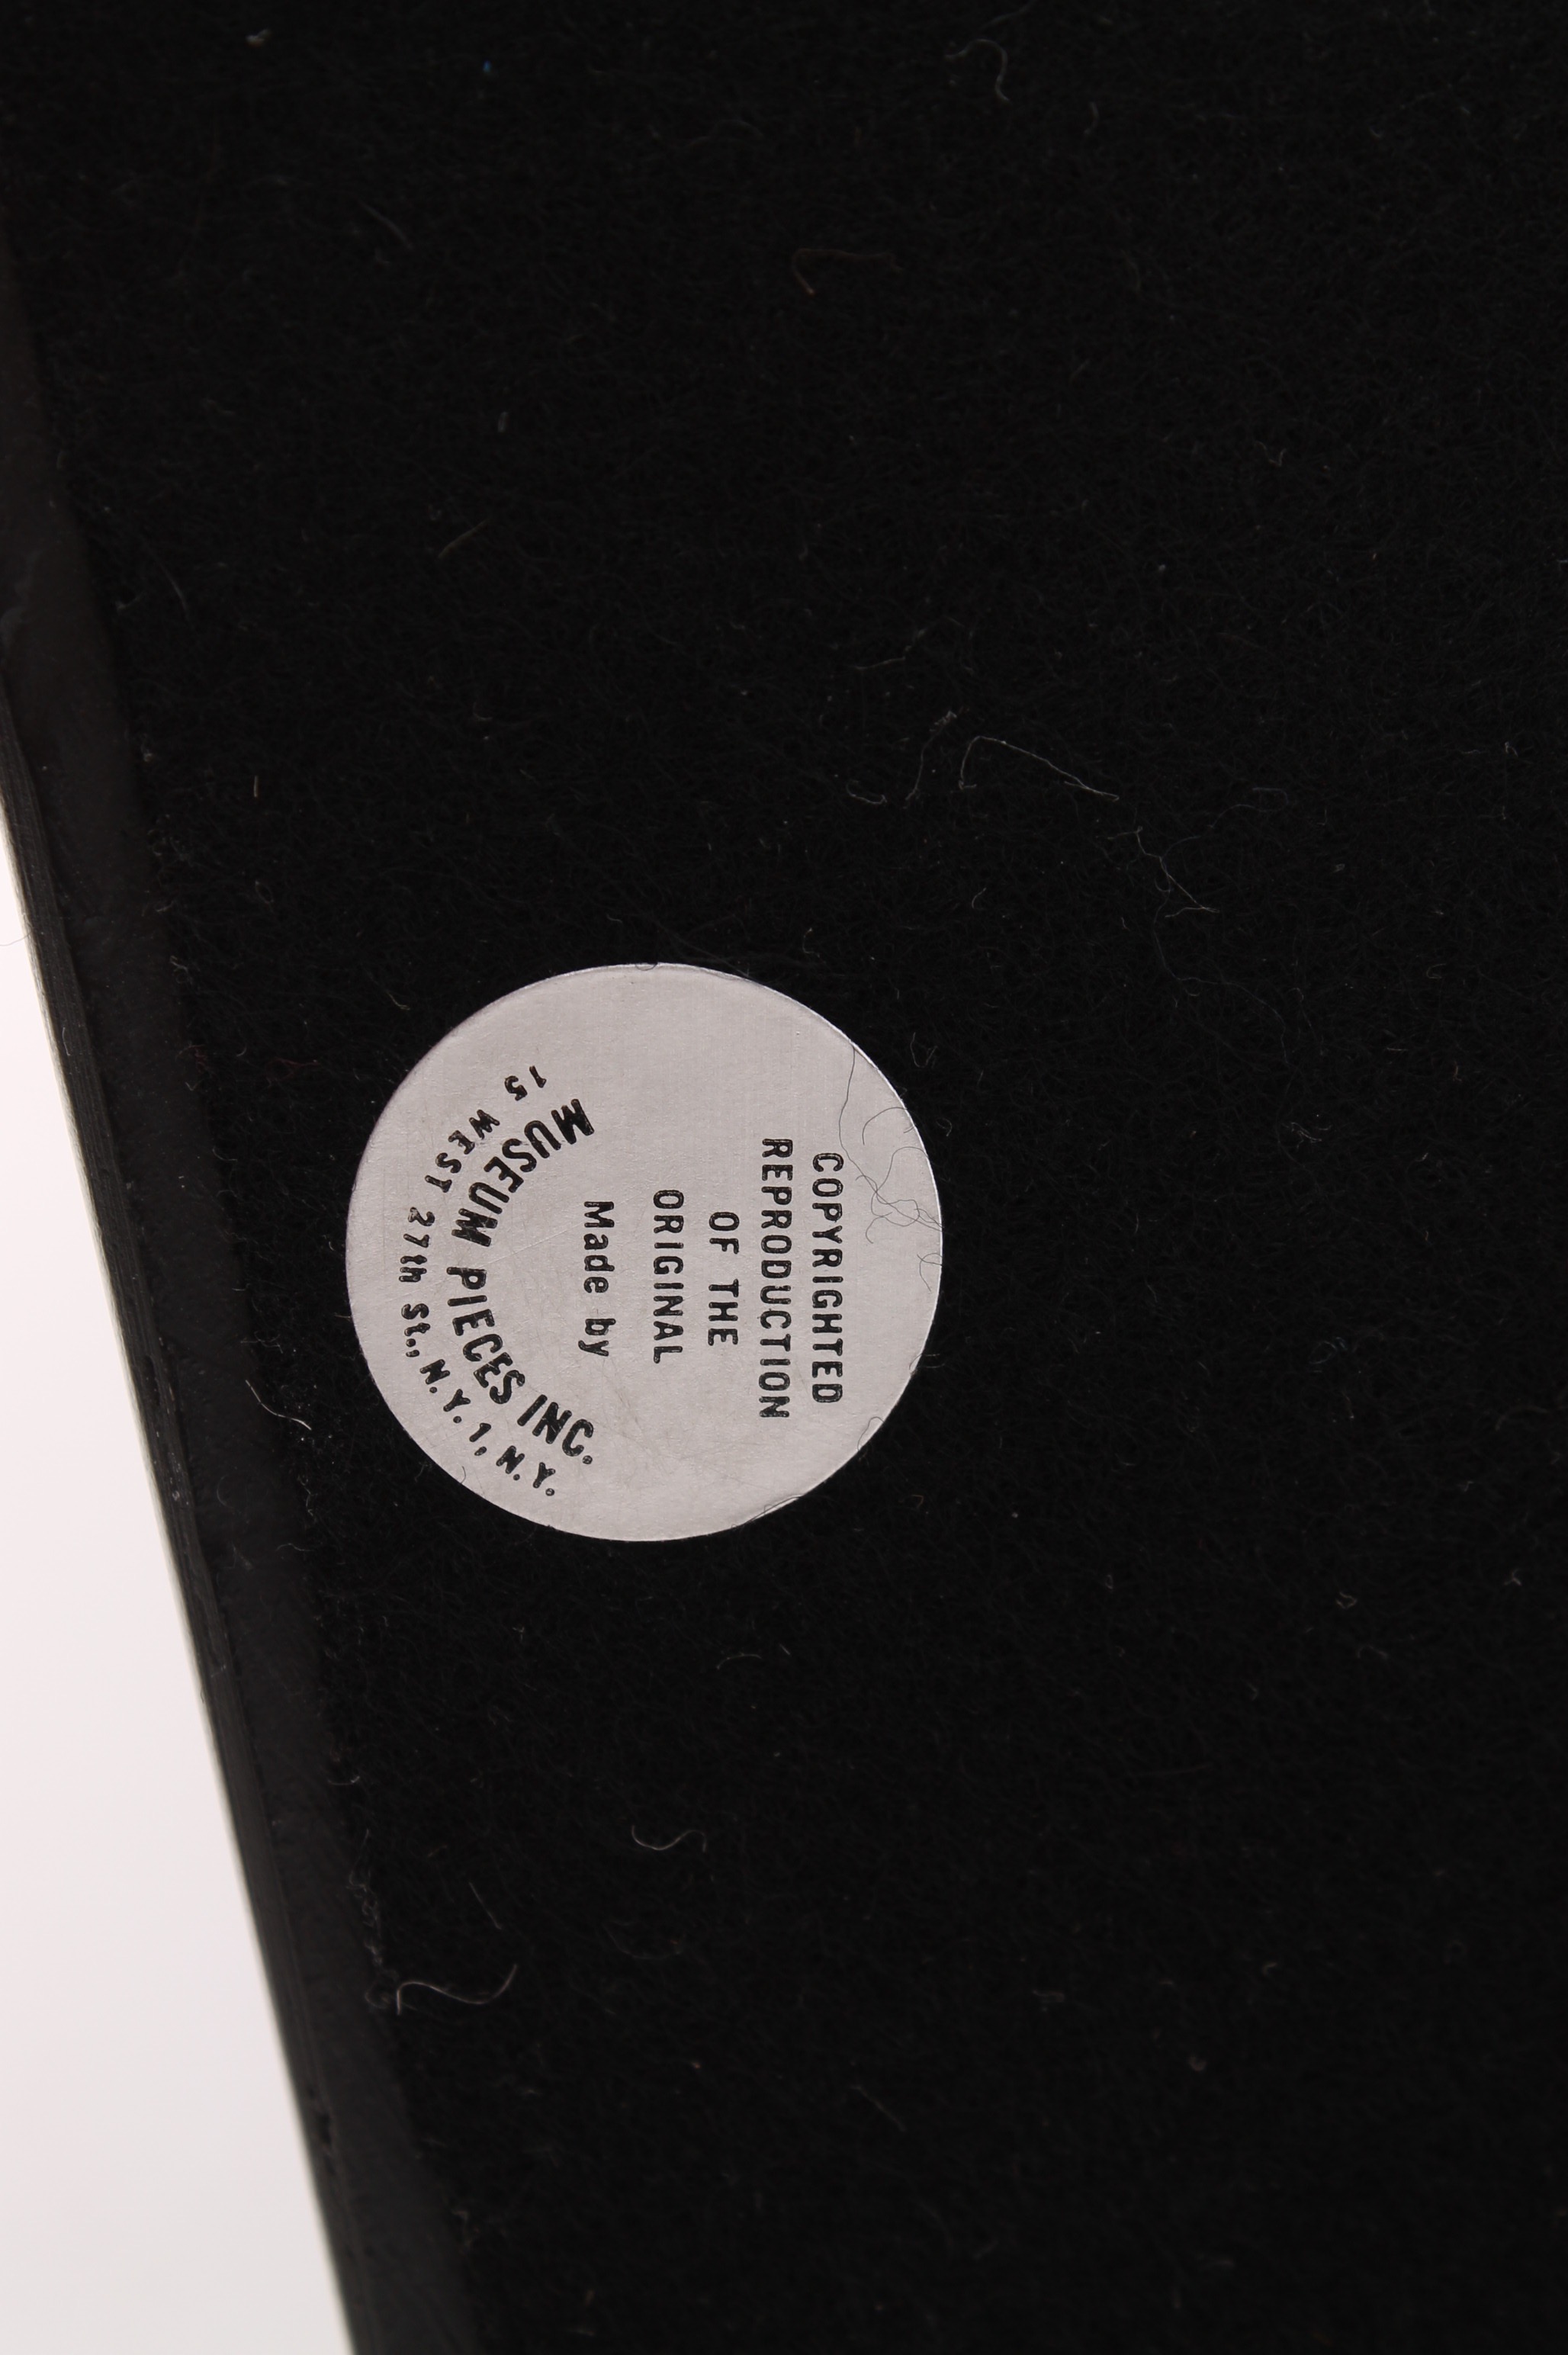 COPYRIGHTED
REPRODUCTION
OF THE
ORIGINAL
Made by
MUSEUM PIECES INC.
15 WEST 27th St., N.Y. 1, N.Y.